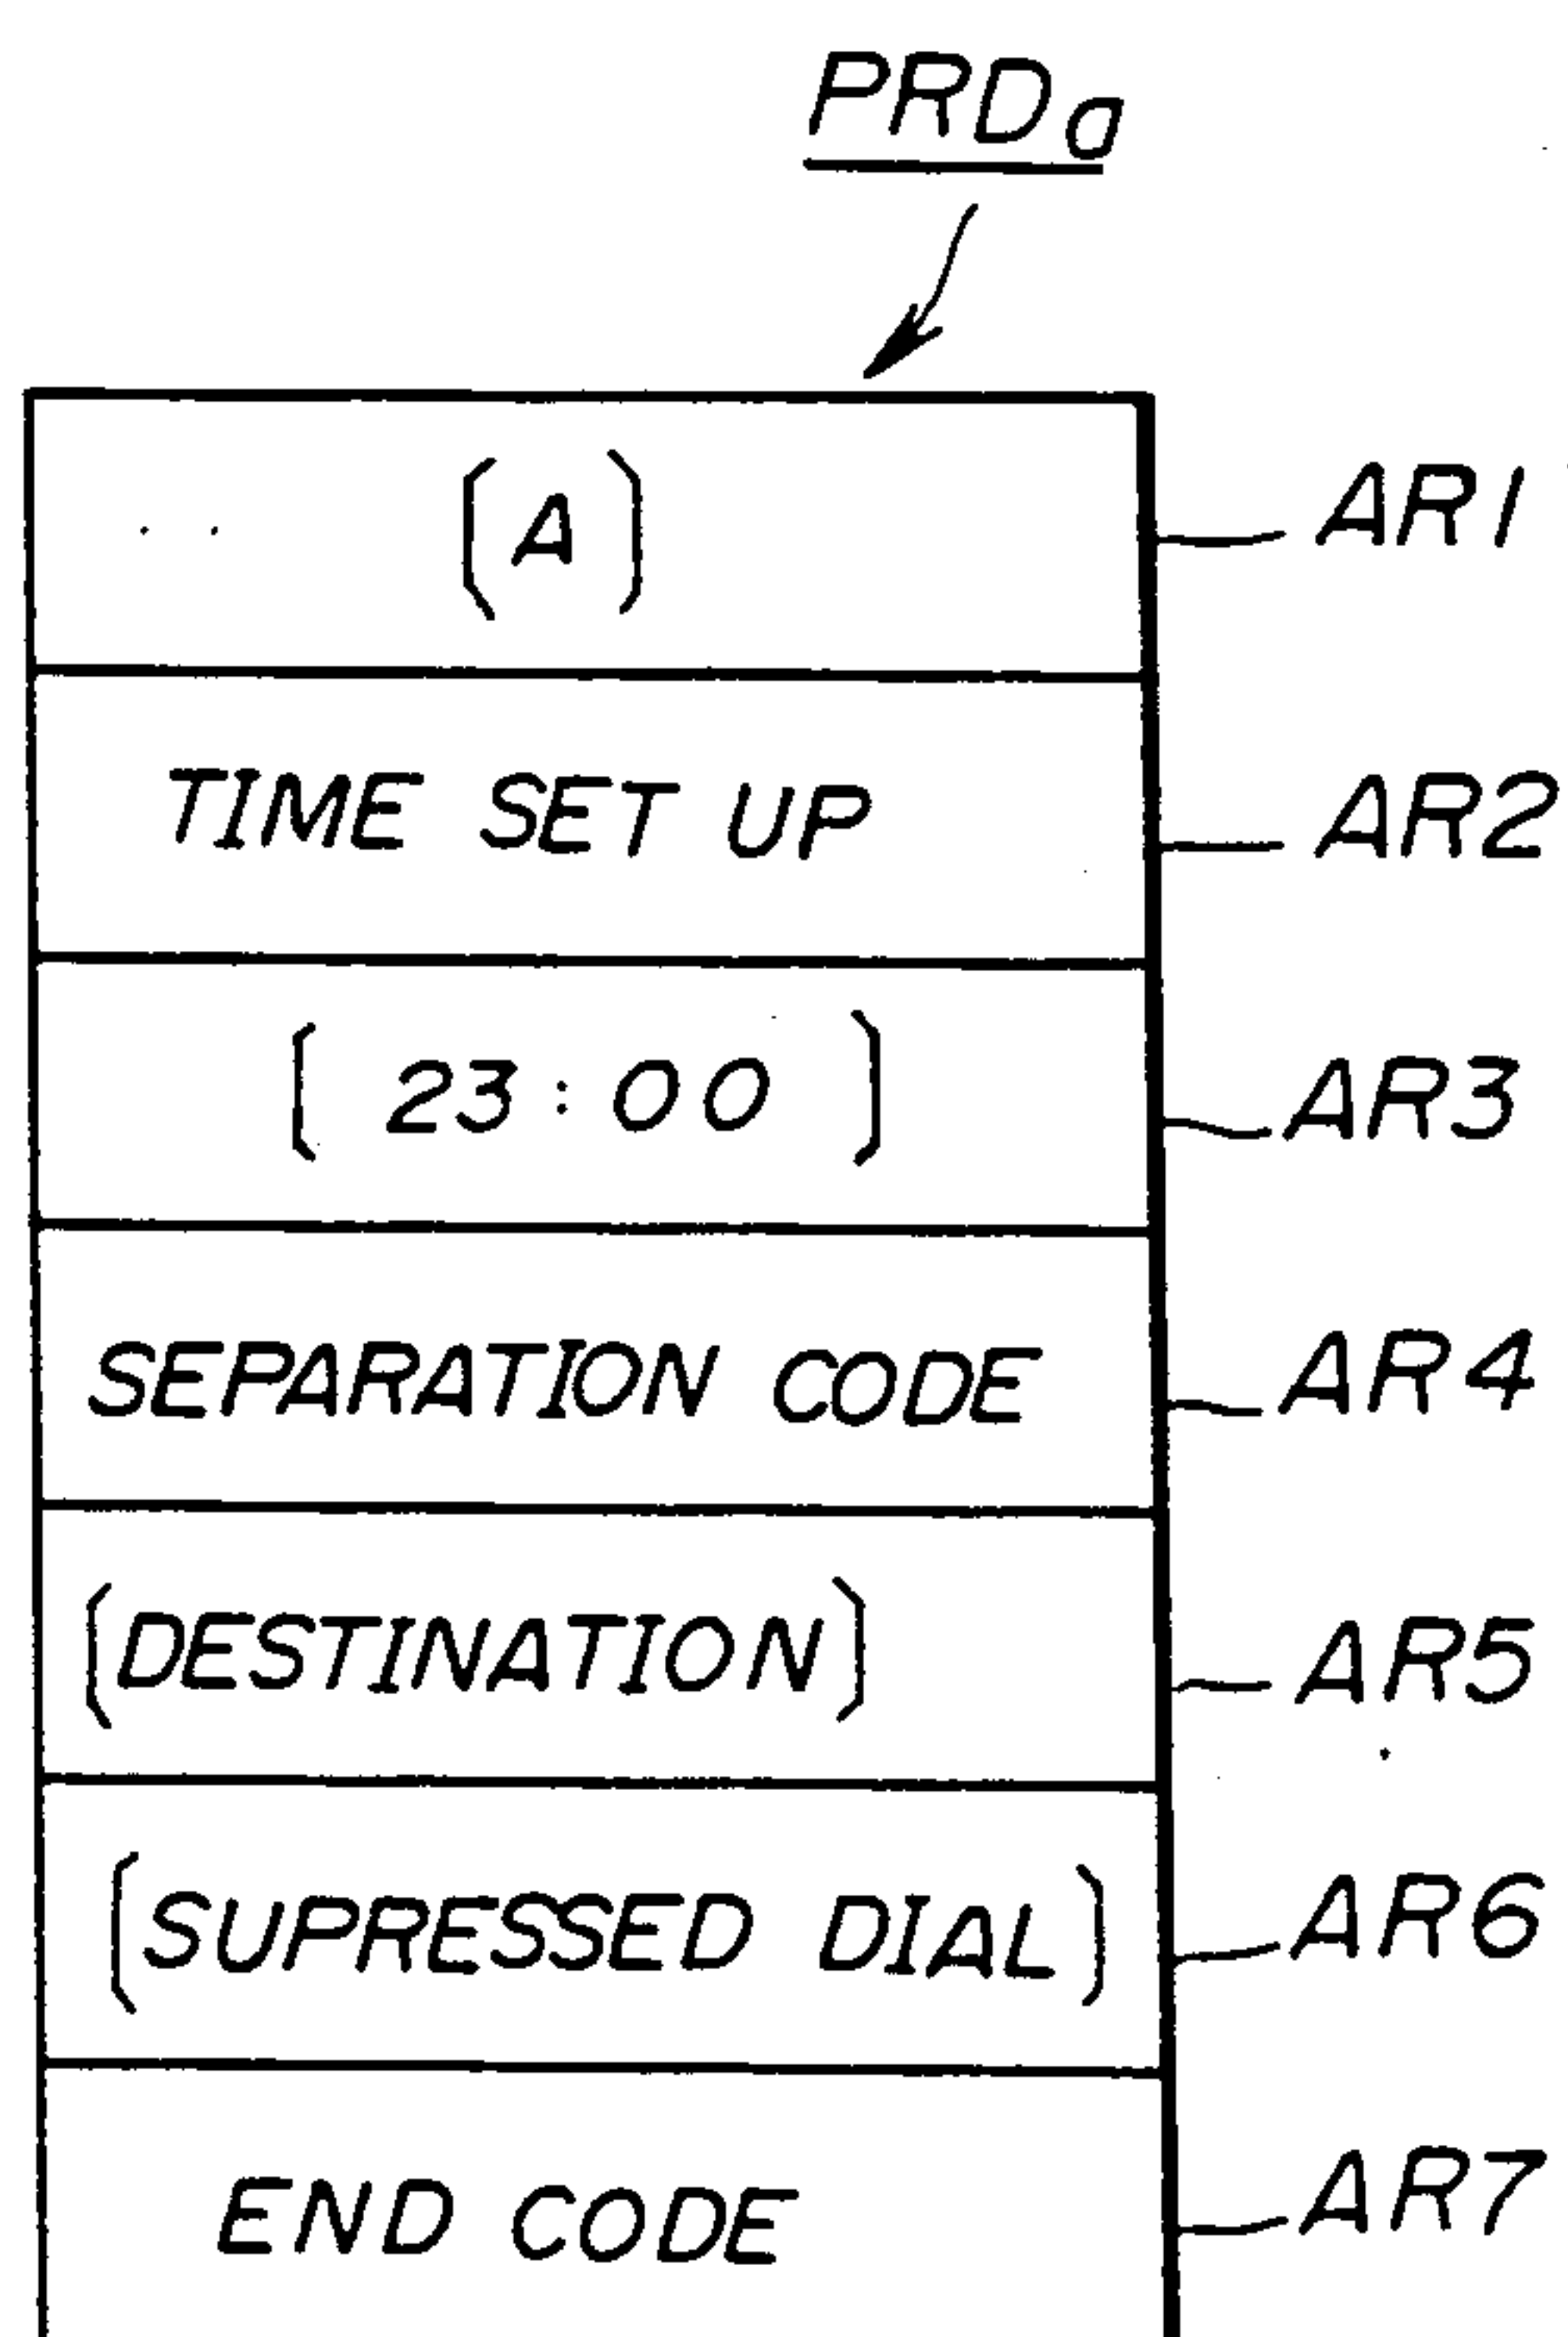 PRDa
(A) AR1
TIME SET UP AR2
[ 23:00 ] AR3
SEPARATION CODE AR4
(DESTINATION) AR5
(SUPRESSED DIAL) AR6
END CODE AR7